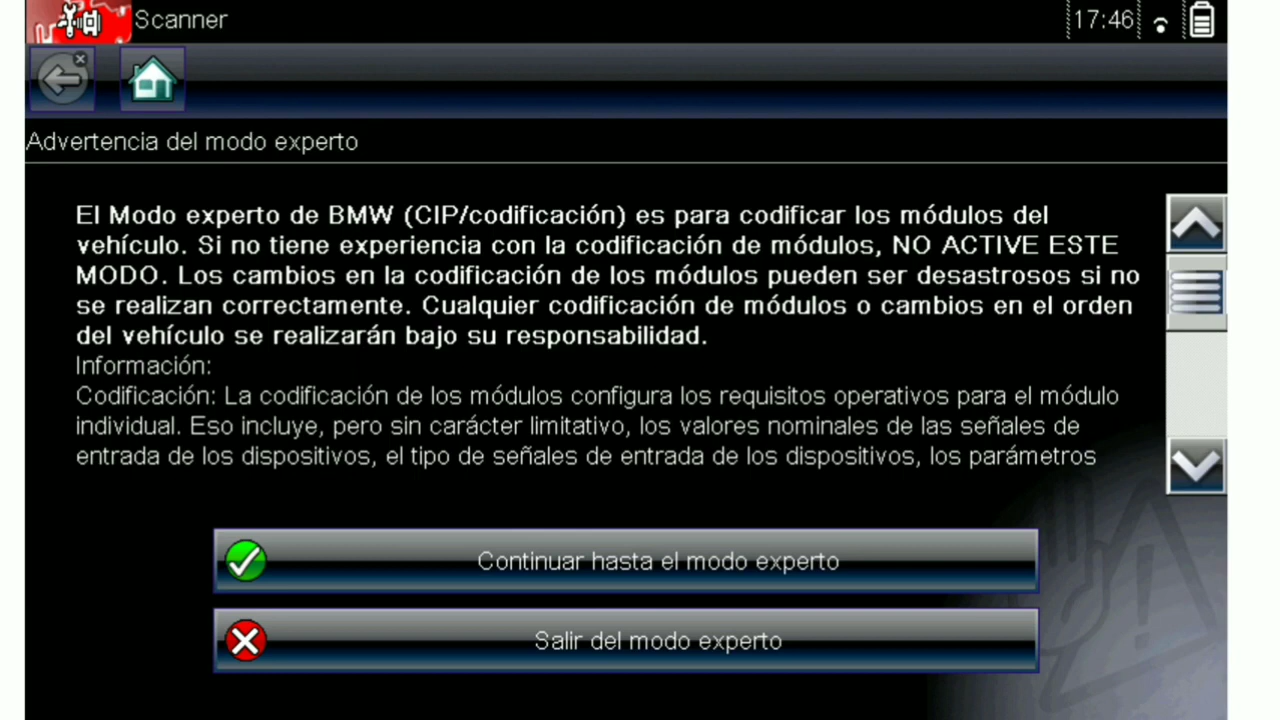 Scanner
17:46
Advertencia del modo experto
El Modo experto de BMW (CIP/codificación) es para codificar los módulos del
vehículo. Si no tiene experiencia con la codificación de módulos, NO ACTIVE ESTE
MODO. Los cambios en la codificación de los módulos pueden ser desastrosos si no
se realizan correctamente. Cualquier codificación de módulos o cambios en el orden
del vehículo se realizarán bajo su responsabilidad.
Información:
Codificación: La codificación de los módulos configura los requisitos operativos para el módulo
individual. Eso incluye, pero sin carácter limitativo, los valores nominales de las señales de
entrada de los dispositivos, el tipo de señales de entrada de los dispositivos, los parámetros
Continuar hasta el modo experto
Salir del modo experto